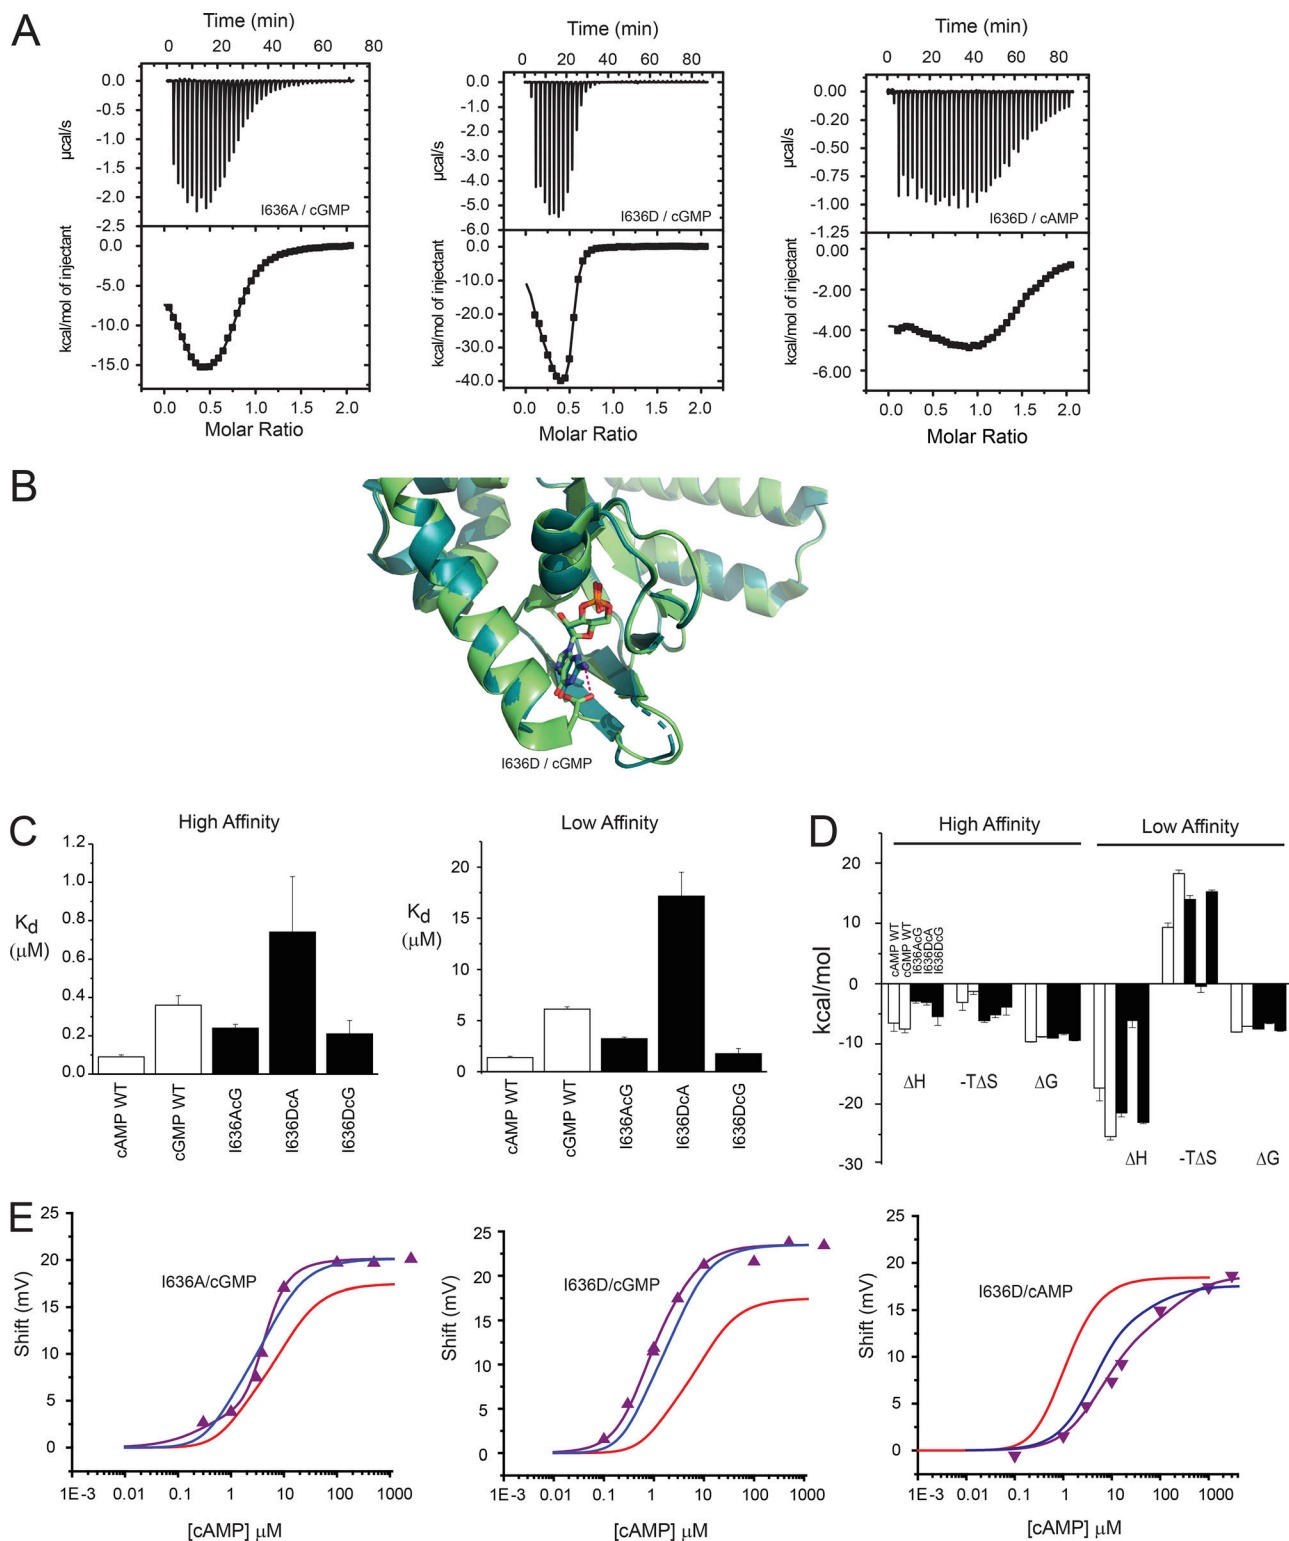 A
Time (min)
0 20 40 60 80
0.0
-0.5
-1.0
-1.5
-2.0
-2.5
µcal/s
I636A / cGMP
0.0
-5.0
-10.0
-15.0
kcal/mol of injectant
0.0 0.5 1.0 1.5 2.0
Molar Ratio
Time (min)
0 20 40 60 80
0.0
-1.0
-2.0
-3.0
-4.0
-5.0
-6.0
µcal/s
I636D / cGMP
0.0
-10.0
-20.0
-30.0
-40.0
kcal/mol of injectant
0.0 0.5 1.0 1.5 2.0
Molar Ratio
Time (min)
0 20 40 60 80
0.00
-0.20
-0.50
-0.75
-1.00
-1.25
µcal/s
I636D / cAMP
0.00
-2.00
-4.00
-6.00
kcal/mol of injectant
0.0 0.5 1.0 1.5 2.0
Molar Ratio
B
I636D / cGMP
C
High Affinity
1.2
1.0
0.8
0.6
0.4
0.2
0.0
Kd
(µM)
cAMP WT
cGMP WT
I636AcG
I636DcA
I636DcG
Low Affinity
20
15
10
5
0
Kd
(µM)
cAMP WT
cGMP WT
I636AcG
I636DcA
I636DcG
D
High Affinity
Low Affinity
20
10
0
-10
-20
-30
kcal/mol
cAMP WT
cGMP WT
I636AcG
I636DcA
I636DcG
ΔH -TΔS ΔG
ΔH -TΔS ΔG
E
25
20
15
10
5
0
Shift (mV)
I636A/cGMP
1E-3 0.01 0.1 1 10 100 1000
[cAMP] µM
25
20
15
10
5
0
Shift (mV)
I636D/cGMP
1E-3 0.01 0.1 1 10 100 1000
[cAMP] µM
25
20
15
10
5
0
Shift (mV)
I636D/cAMP
1E-3 0.01 0.1 1 10 100 1000
[cAMP] µM